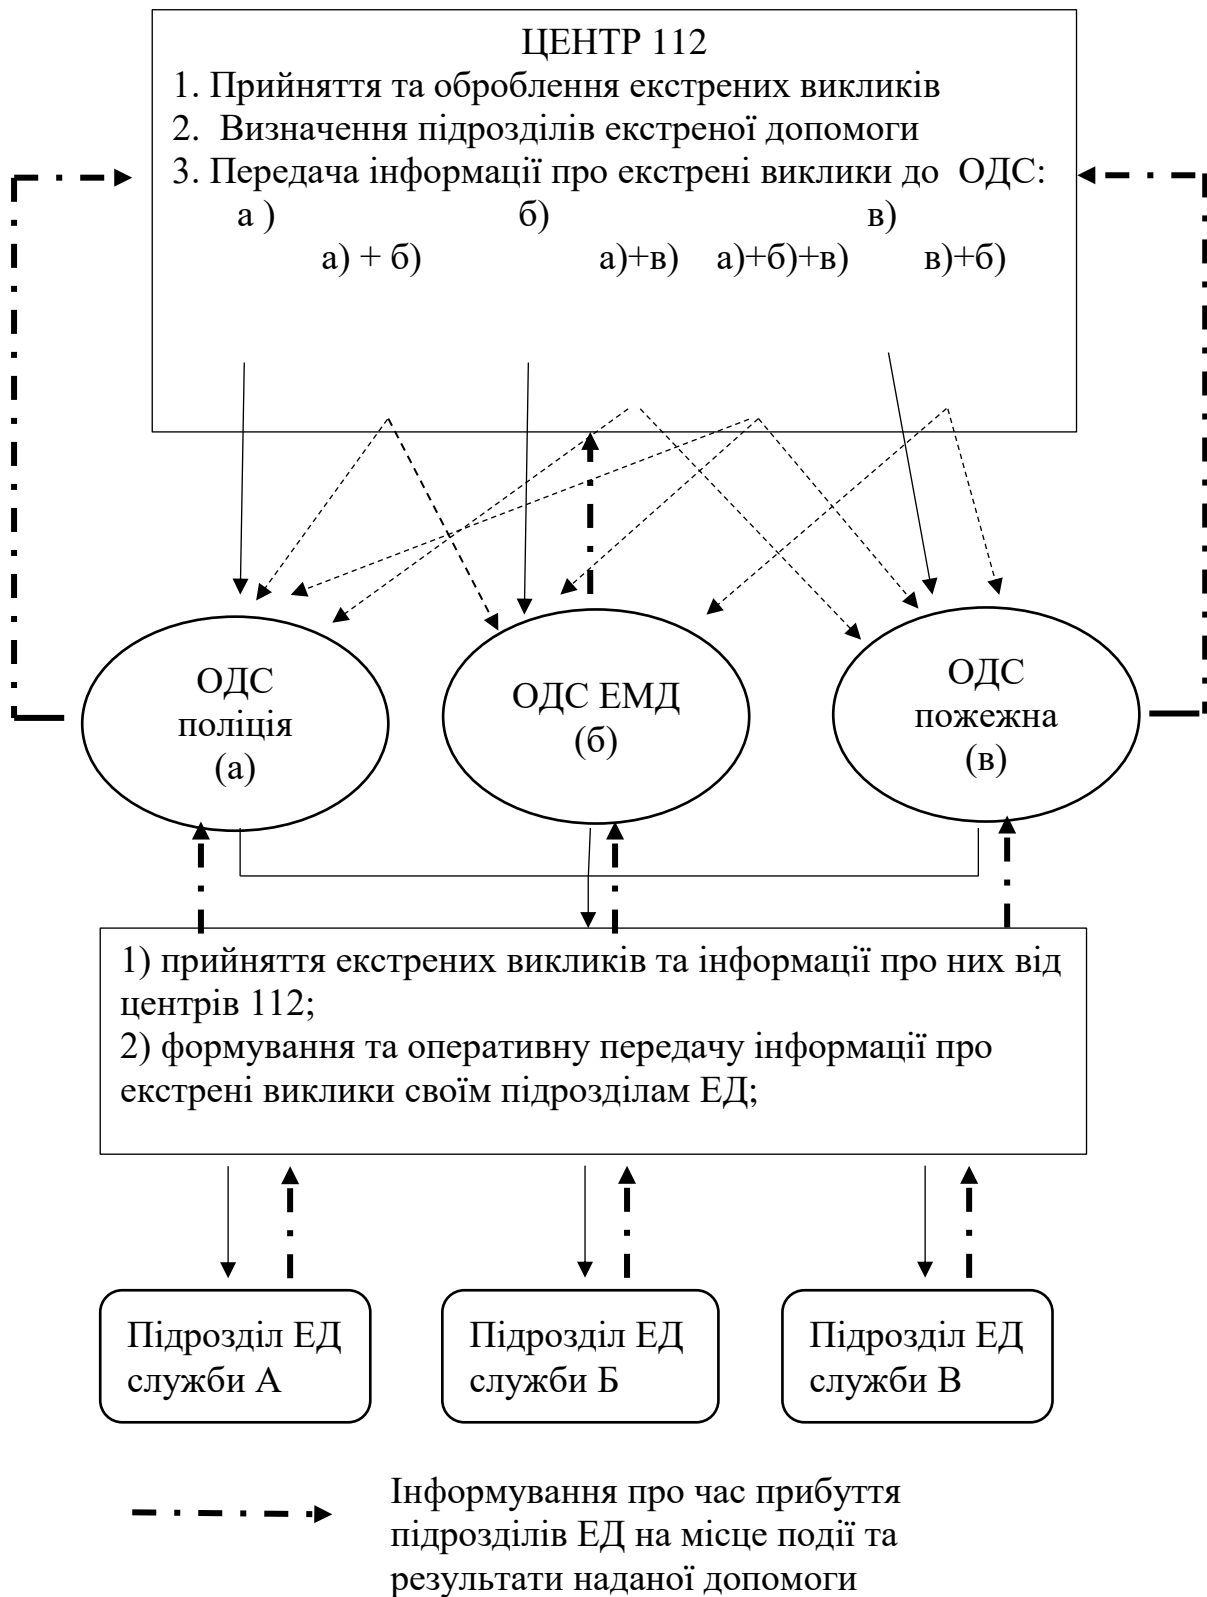 ЦЕНТР 112
1. Прийняття та оброблення екстрених викликів
2. Визначення підрозділів екстреної допомоги
3. Передача інформації про екстрені виклики до ОДС:
а ) б) в)
а) + б) а)+в) а)+б)+в) в)+б)
ОДС
поліція
(а)
ОДС ЕМД
(б)
ОДС
пожежна
(в)
1) прийняття екстрених викликів та інформації про них від
центрів 112;
2) формування та оперативну передачу інформації про
екстрені виклики своїм підрозділам ЕД;
Підрозділ ЕД
служби А
Підрозділ ЕД
служби Б
Підрозділ ЕД
служби В
Інформування про час прибуття
підрозділів ЕД на місце події та
результати наданої допомоги